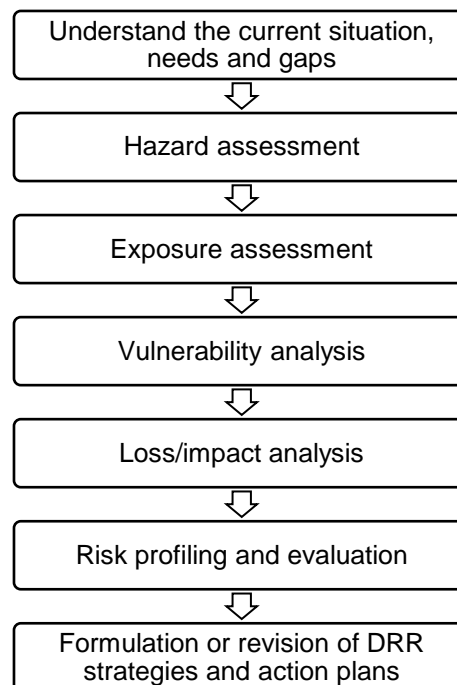 Understand the current situation,
needs and gaps
Hazard assessment
Exposure assessment
Vulnerability analysis
Loss/impact analysis
Risk profiling and evaluation
Formulation or revision of DRR
strategies and action plans